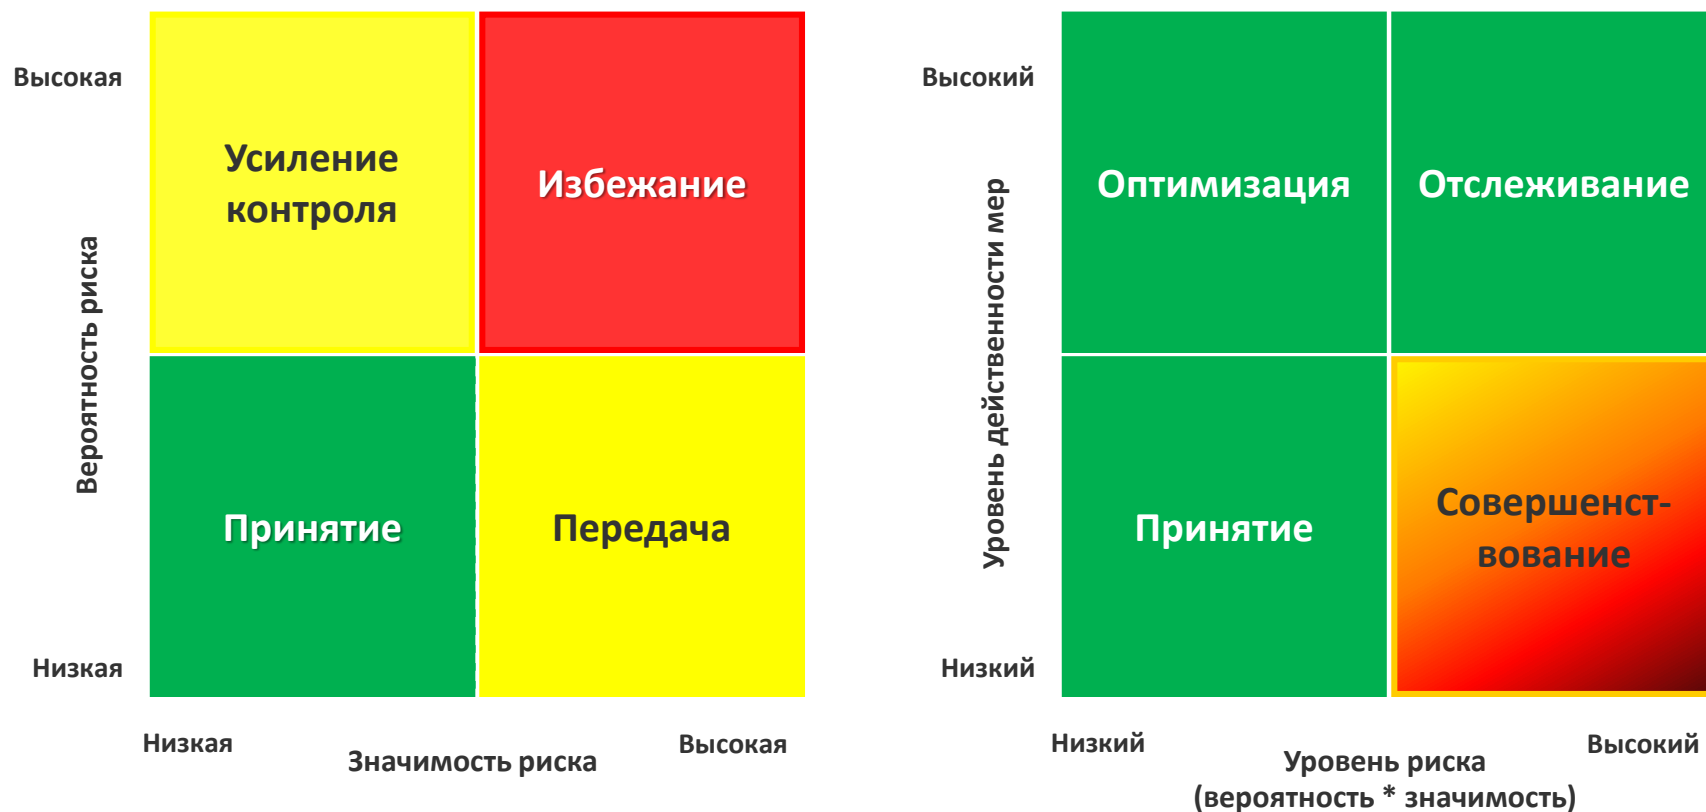 Высокая
Усиление
контроля
Избежание
Вероятность риска
Принятие
Передача
Низкая
Низкая
Высокая
Значимость риска
Высокий
Оптимизация
Отслеживание
Уровень действенности мер
Принятие
Совершенст-
вование
Низкий
Низкий
Высокий
Уровень риска
(вероятность * значимость)